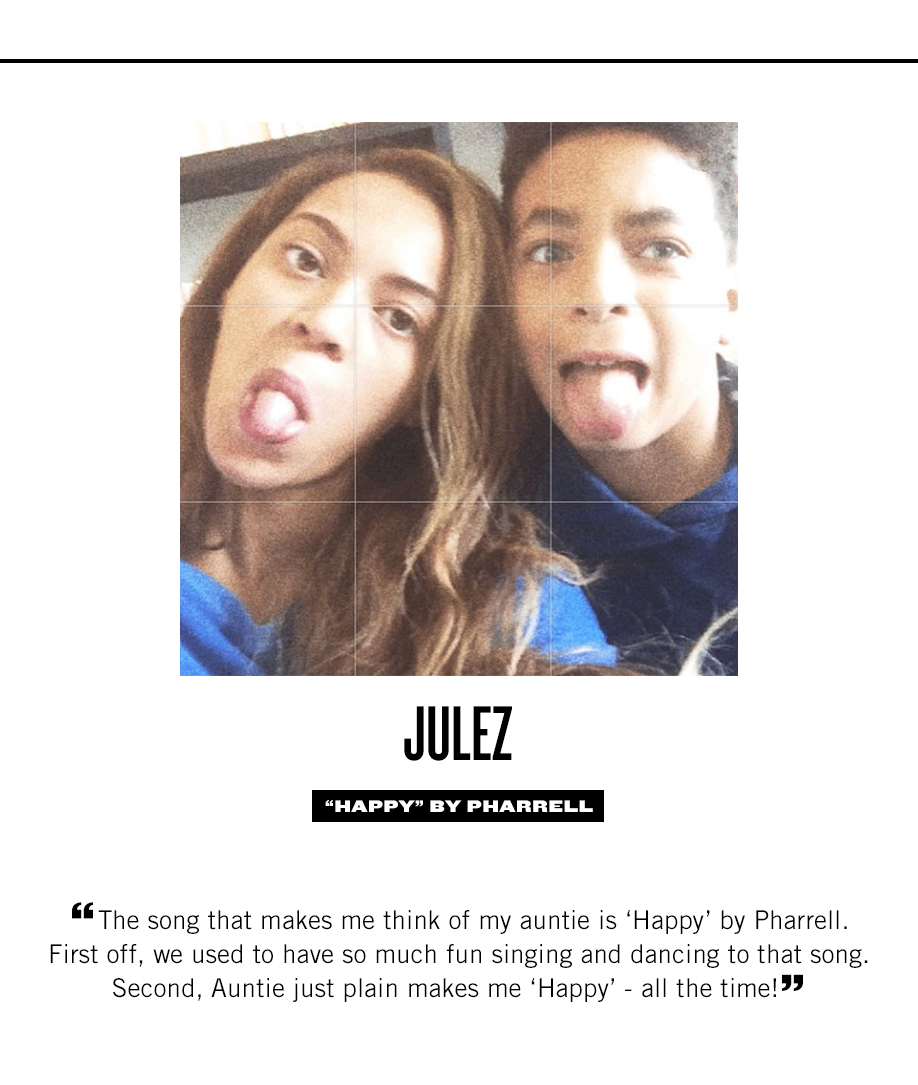 JULEZ
“HAPPY” BY PHARRELL
“The song that makes me think of my auntie is ‘Happy’ by Pharrell.
First off, we used to have so much fun singing and dancing to that song.
Second, Auntie just plain makes me ‘Happy’ - all the time!”